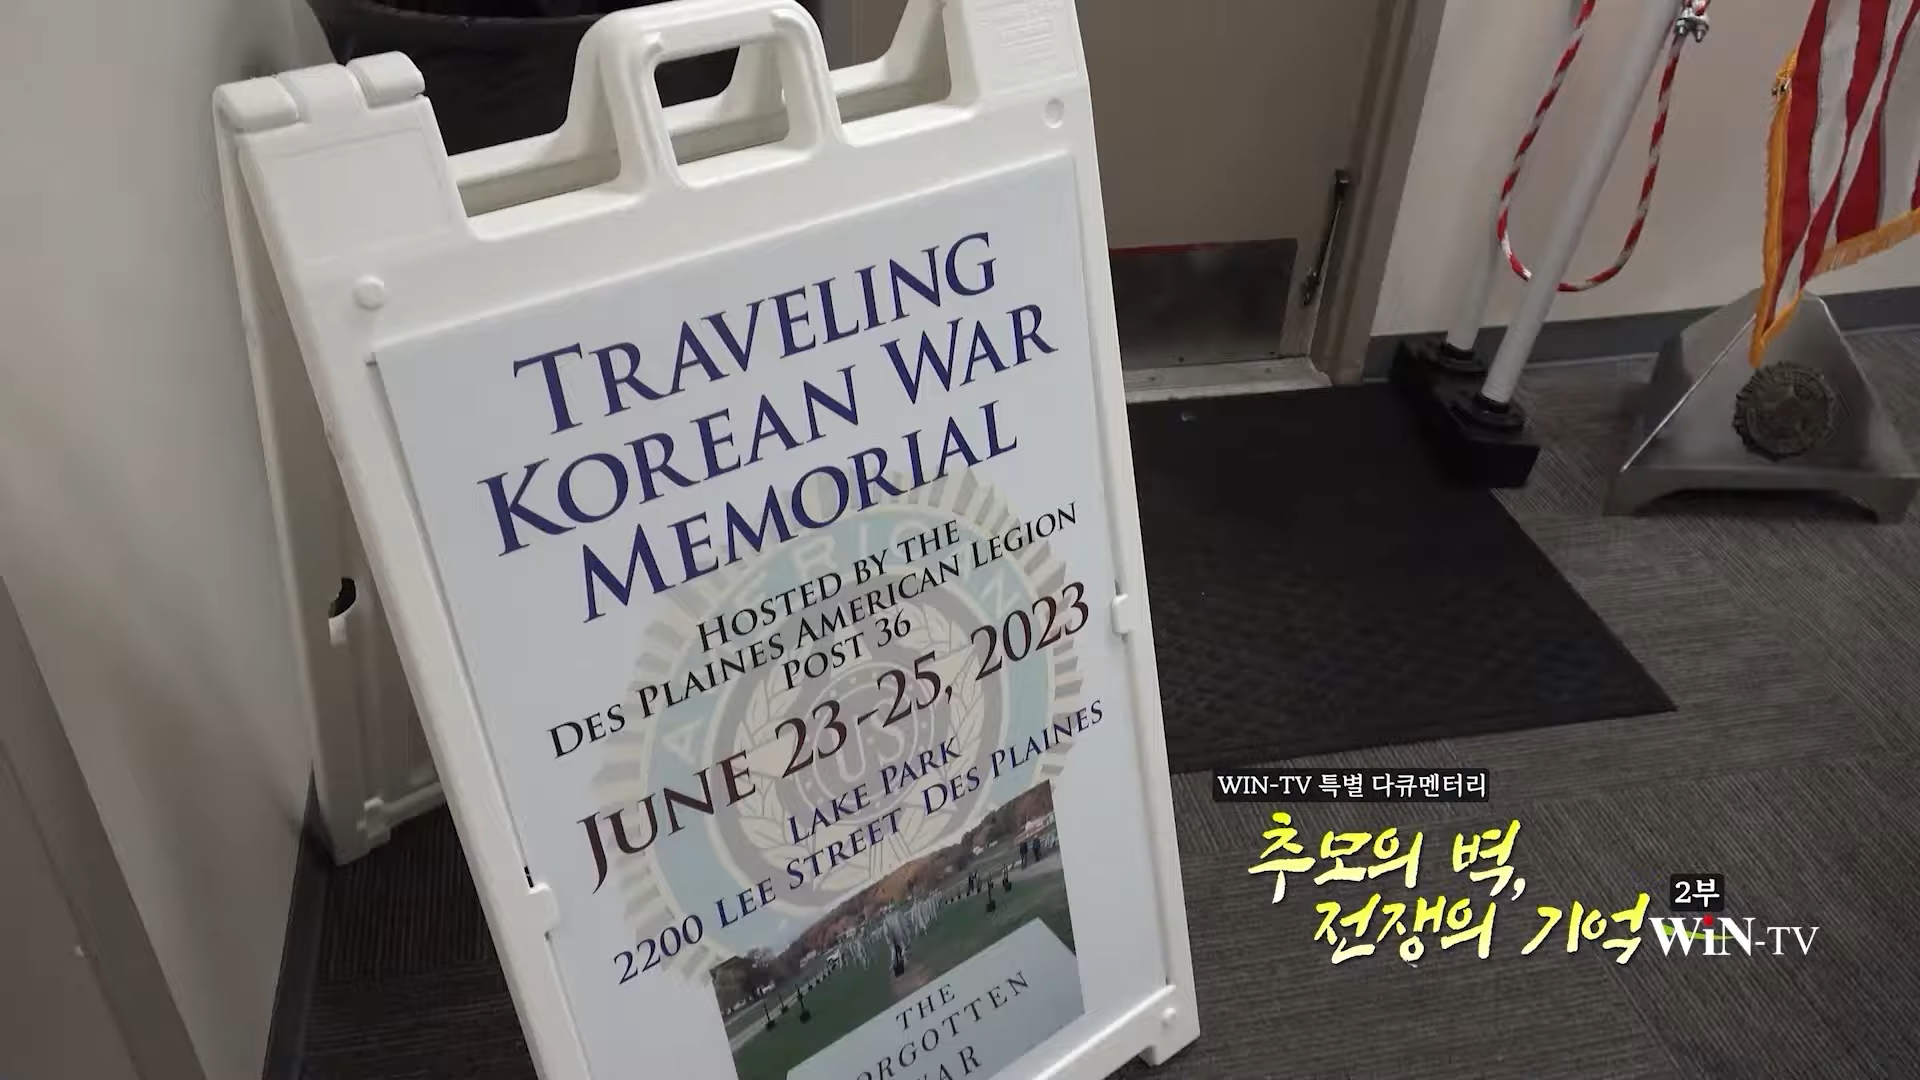 TRAVELING
KOREAN WAR
MEMORIAL
HOSTED BY THE
DES PLAINES AMERICAN LEGION
POST 36
JUNE 23-25, 2023
LAKE PARK
2200 LEE STREET DES PLAINES
THE
WIN-TV 특별 다큐멘터리
추모의 벽,
전쟁의 기억 2부
WiN-TV